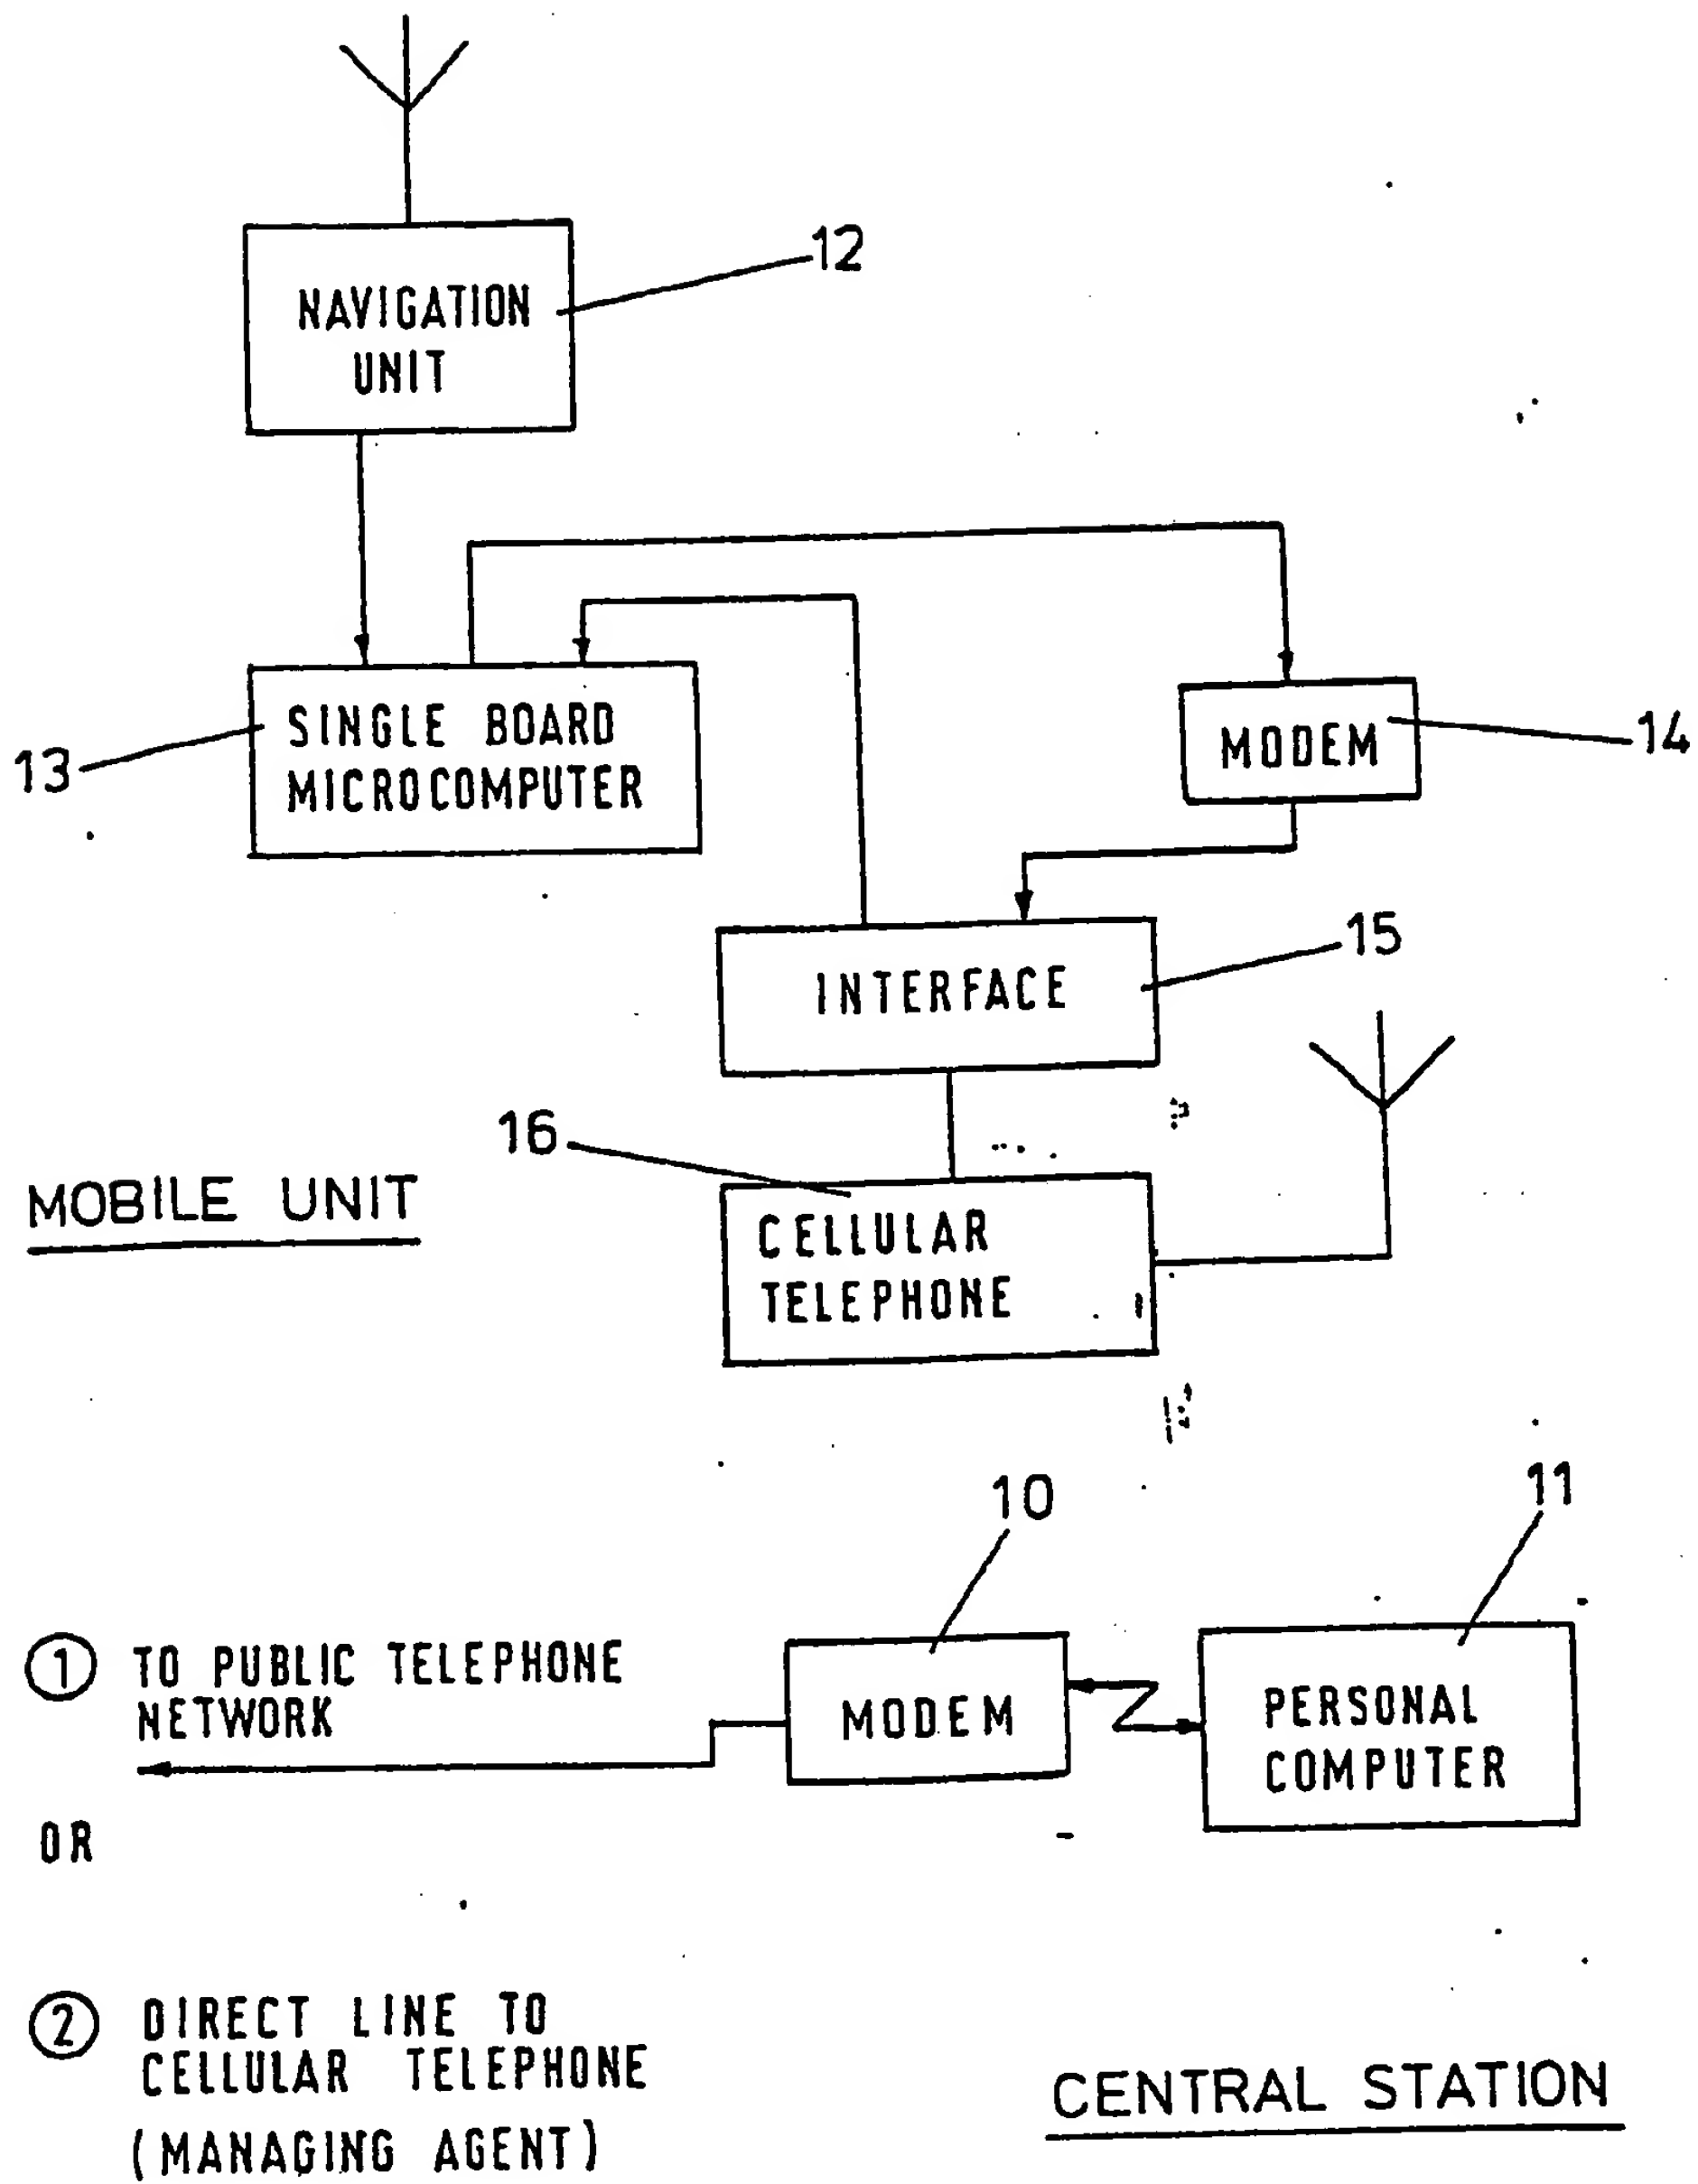 12
NAVIGATION
UNIT
13
SINGLE BOARD
MICROCOMPUTER
MODEM
14
15
INTERFACE
16
MOBILE UNIT
CELLULAR
TELEPHONE
10
11
1 TO PUBLIC TELEPHONE
NETWORK
MODEM
PERSONAL
COMPUTER
OR
2 DIRECT LINE TO
CELLULAR TELEPHONE
(MANAGING AGENT)
CENTRAL STATION